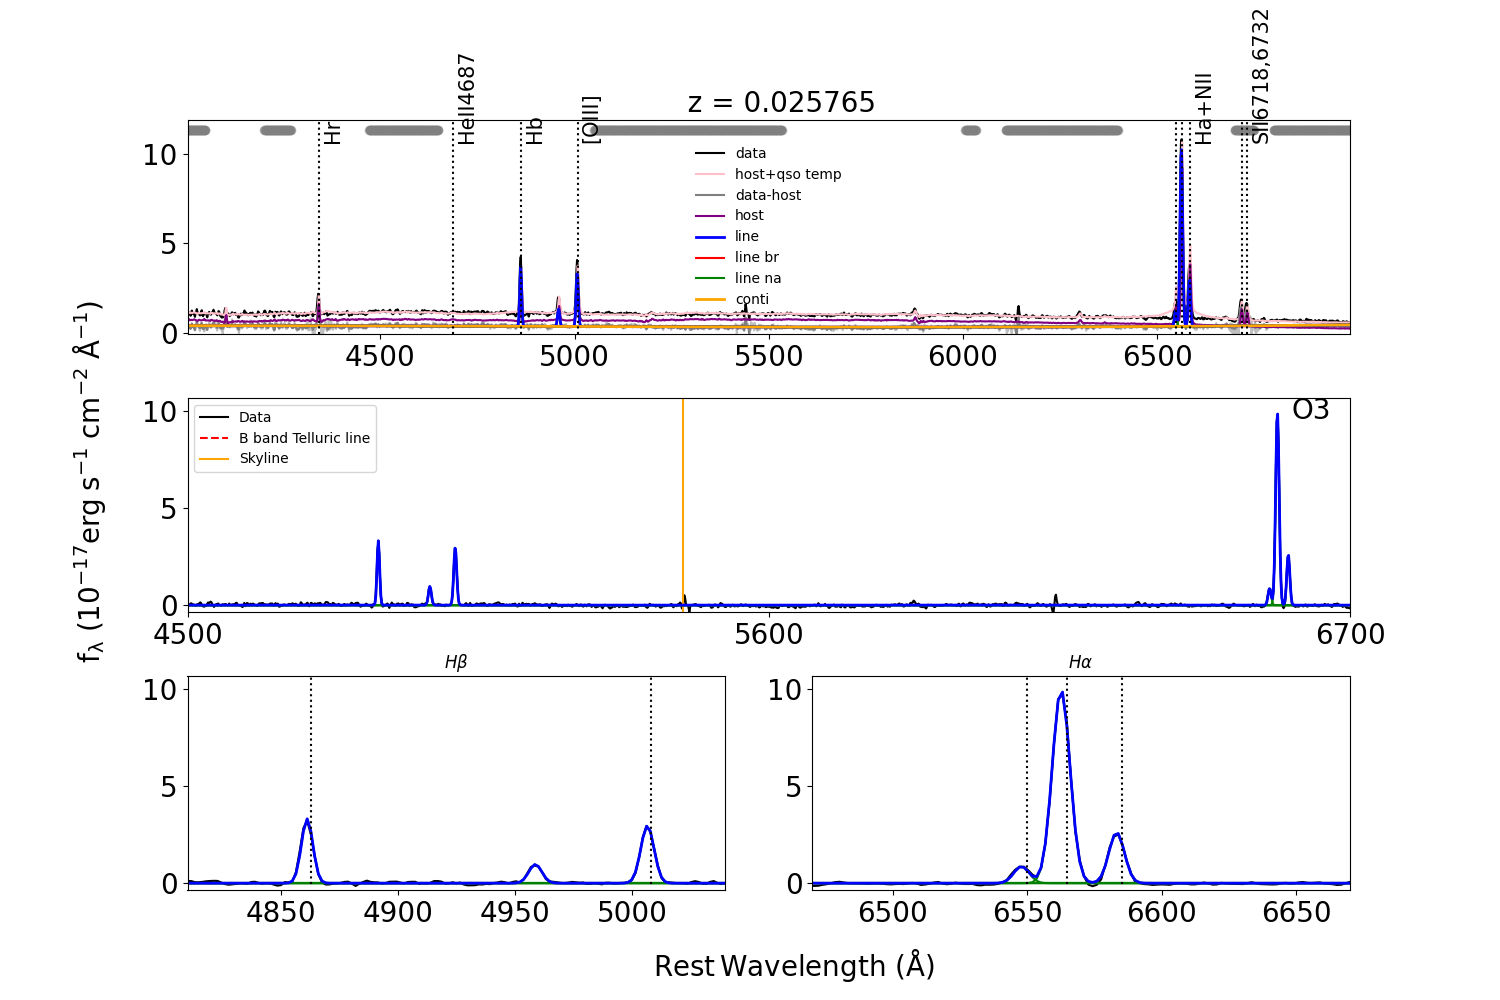 z = 0.025765
Hr
HeII4687
Hb
[OIII]
Ha+NII
SII6718,6732
10
5
0
data
host+qso temp
data-host
host
line
line br
line na
conti
4500 5000 5500 6000 6500
fλ (10−17erg s−1 cm−2 Å−1)
10
5
0
Data
B band Telluric line
Skyline
O3
4500 5600 6700
Hβ
10
5
0
4850 4900 4950 5000
Hα
10
5
0
6500 6550 6600 6650
Rest Wavelength (Å)